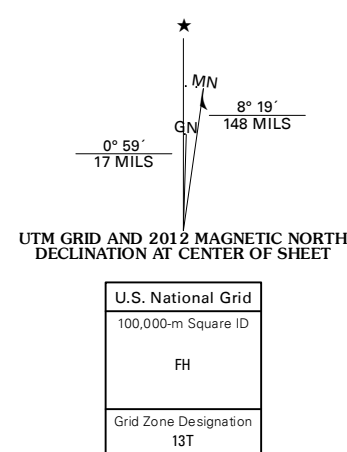 ★
MN
8° 19´
148 MILS
GN
0° 59´
17 MILS
UTM GRID AND 2012 MAGNETIC NORTH
DECLINATION AT CENTER OF SHEET
U.S. National Grid
100,000-m Square ID
FH
Grid Zone Designation
13T